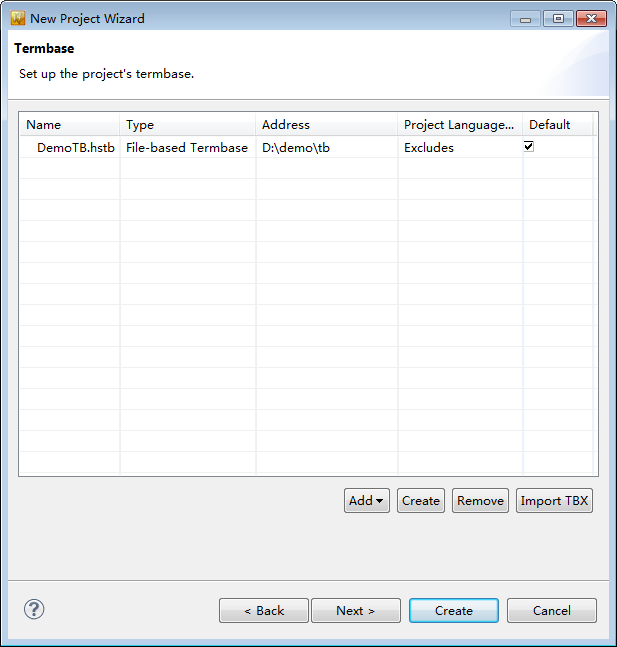 New Project Wizard
Termbase
Set up the project's termbase.
Name Type Address Project Language... Default
DemoTB.hstb File-based Termbase D:\demo\tb Excludes
Add Create Remove Import TBX
? < Back Next > Create Cancel